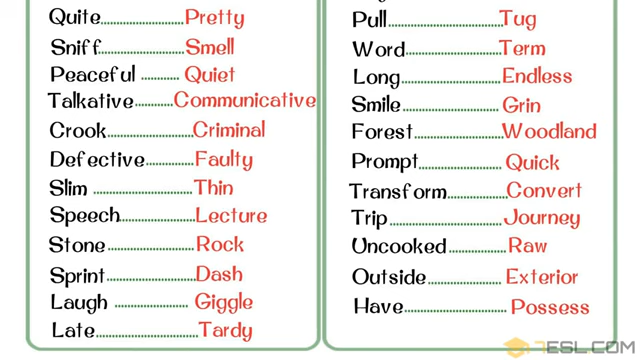 Quite....................Pretty
Sniff....................Smell
Peaceful ........... Quiet
Talkative...........Communicative
Crook....................Criminal
Defective.............Faulty
Slim ....................Thin
Speech..................Lecture
Stone....................Rock
Sprint....................Dash
Laugh ..................Giggle
Late......................Tardy
Pull.......................Tug
Word....................Term
Long.....................Endless
Smile....................Grin
Forest..................Woodland
Prompt.................Quick
Transform............Convert
Trip......................Journey
Uncooked.............Raw
Outside................Exterior
Have....................Possess
7ESL.COM